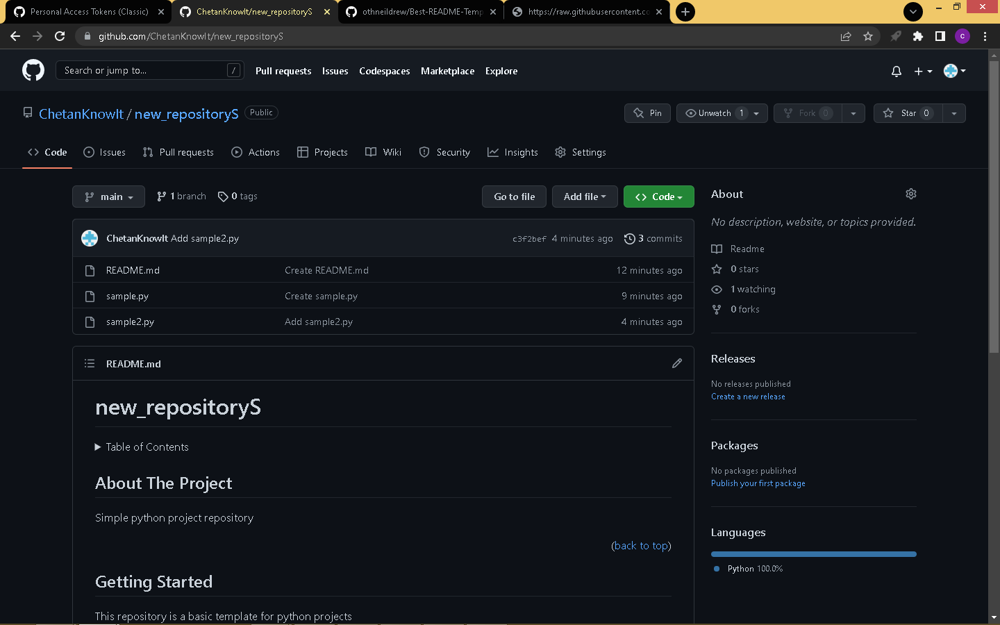 Personal Access Tokens (Classic)
ChetanKnowIt/new_repositoryS
othneildrew/Best-README-Temp
https://raw.githubusercontent.co
github.com/ChetanKnowIt/new_repositoryS
C
Search or jump to...
/
Pull requests
Issues
Codespaces
Marketplace
Explore
ChetanKnowIt / new_repositoryS
Public
Pin
Unwatch 1
Fork 0
Star 0
Code
Issues
Pull requests
Actions
Projects
Wiki
Security
Insights
Settings
main
1 branch
0 tags
Go to file
Add file
Code
ChetanKnowIt Add sample2.py
c3f2bef 4 minutes ago
3 commits
README.md Create README.md 12 minutes ago
sample.py Create sample.py 9 minutes ago
sample2.py Add sample2.py 4 minutes ago
README.md
new_repositoryS
Table of Contents
About The Project
Simple python project repository
(back to top)
Getting Started
This repository is a basic template for python projects
About
No description, website, or topics provided.
Readme
0 stars
1 watching
0 forks
Releases
No releases published
Create a new release
Packages
No packages published
Publish your first package
Languages
Python 100.0%